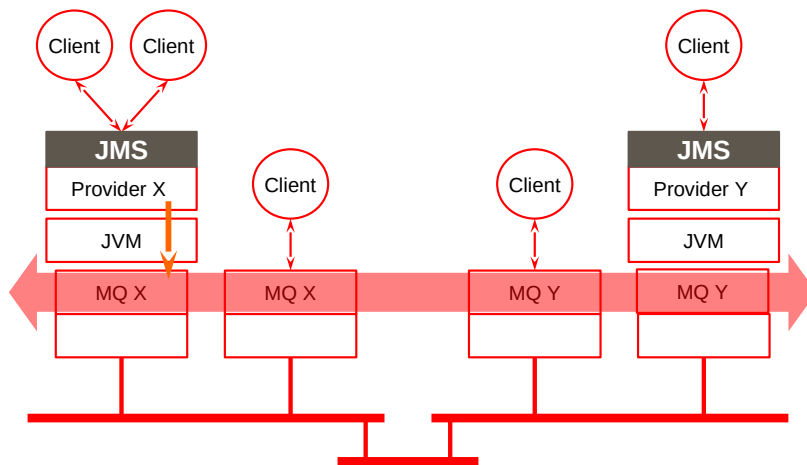 Client
Client
Client
JMS
JMS
Provider X
Client
Client
Provider Y
JVM
JVM
MQ X
MQ X
MQ Y
MQ Y